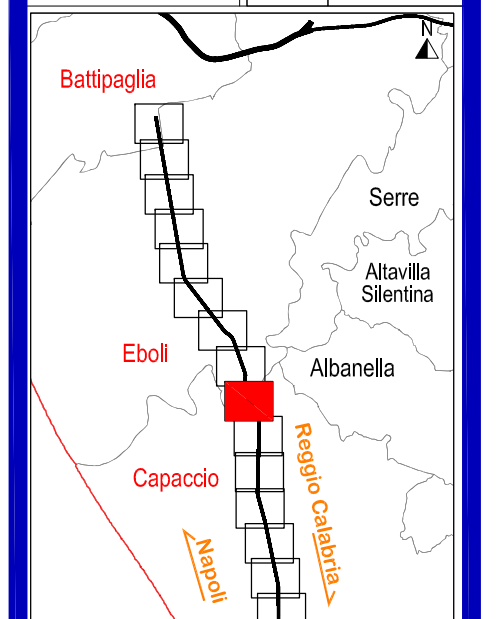 N
Battipaglia
Serre
Altavilla
Silentina
Eboli
Albanella
Capaccio
Reggio Calabria
Napoli